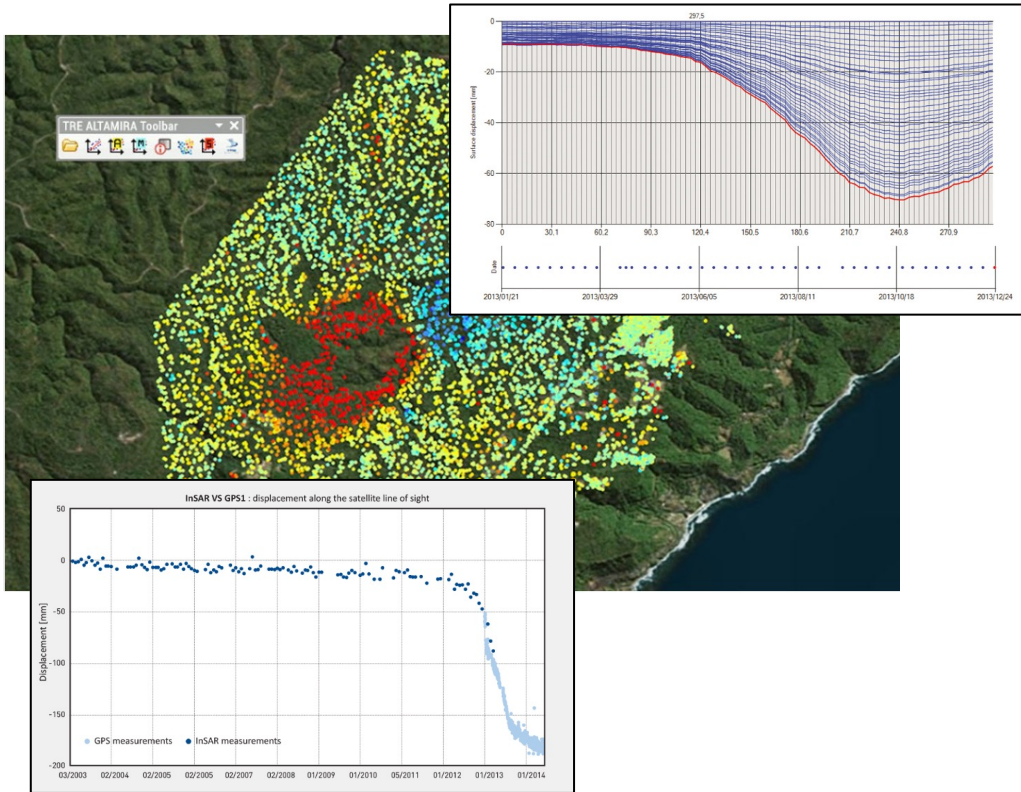 297.5
Surface displacement [mm]
0
-20
-40
-60
-80
0 30.1 60.2 90.3 120.4 150.5 180.6 210.7 240.8 270.9
Date
2013/01/21 2013/03/29 2013/06/05 2013/08/11 2013/10/18 2013/12/24
TRE ALTAMIRA Toolbar
A
M
S
InSAR VS GPS1 : displacement along the satellite line of sight
Displacement [mm]
50
0
-50
-100
-150
-200
GPS measurements InSAR measurements
03/2003 02/2004 02/2005 02/2005 02/2007 02/2008 01/2009 01/2010 05/2011 01/2012 01/2013 01/2014